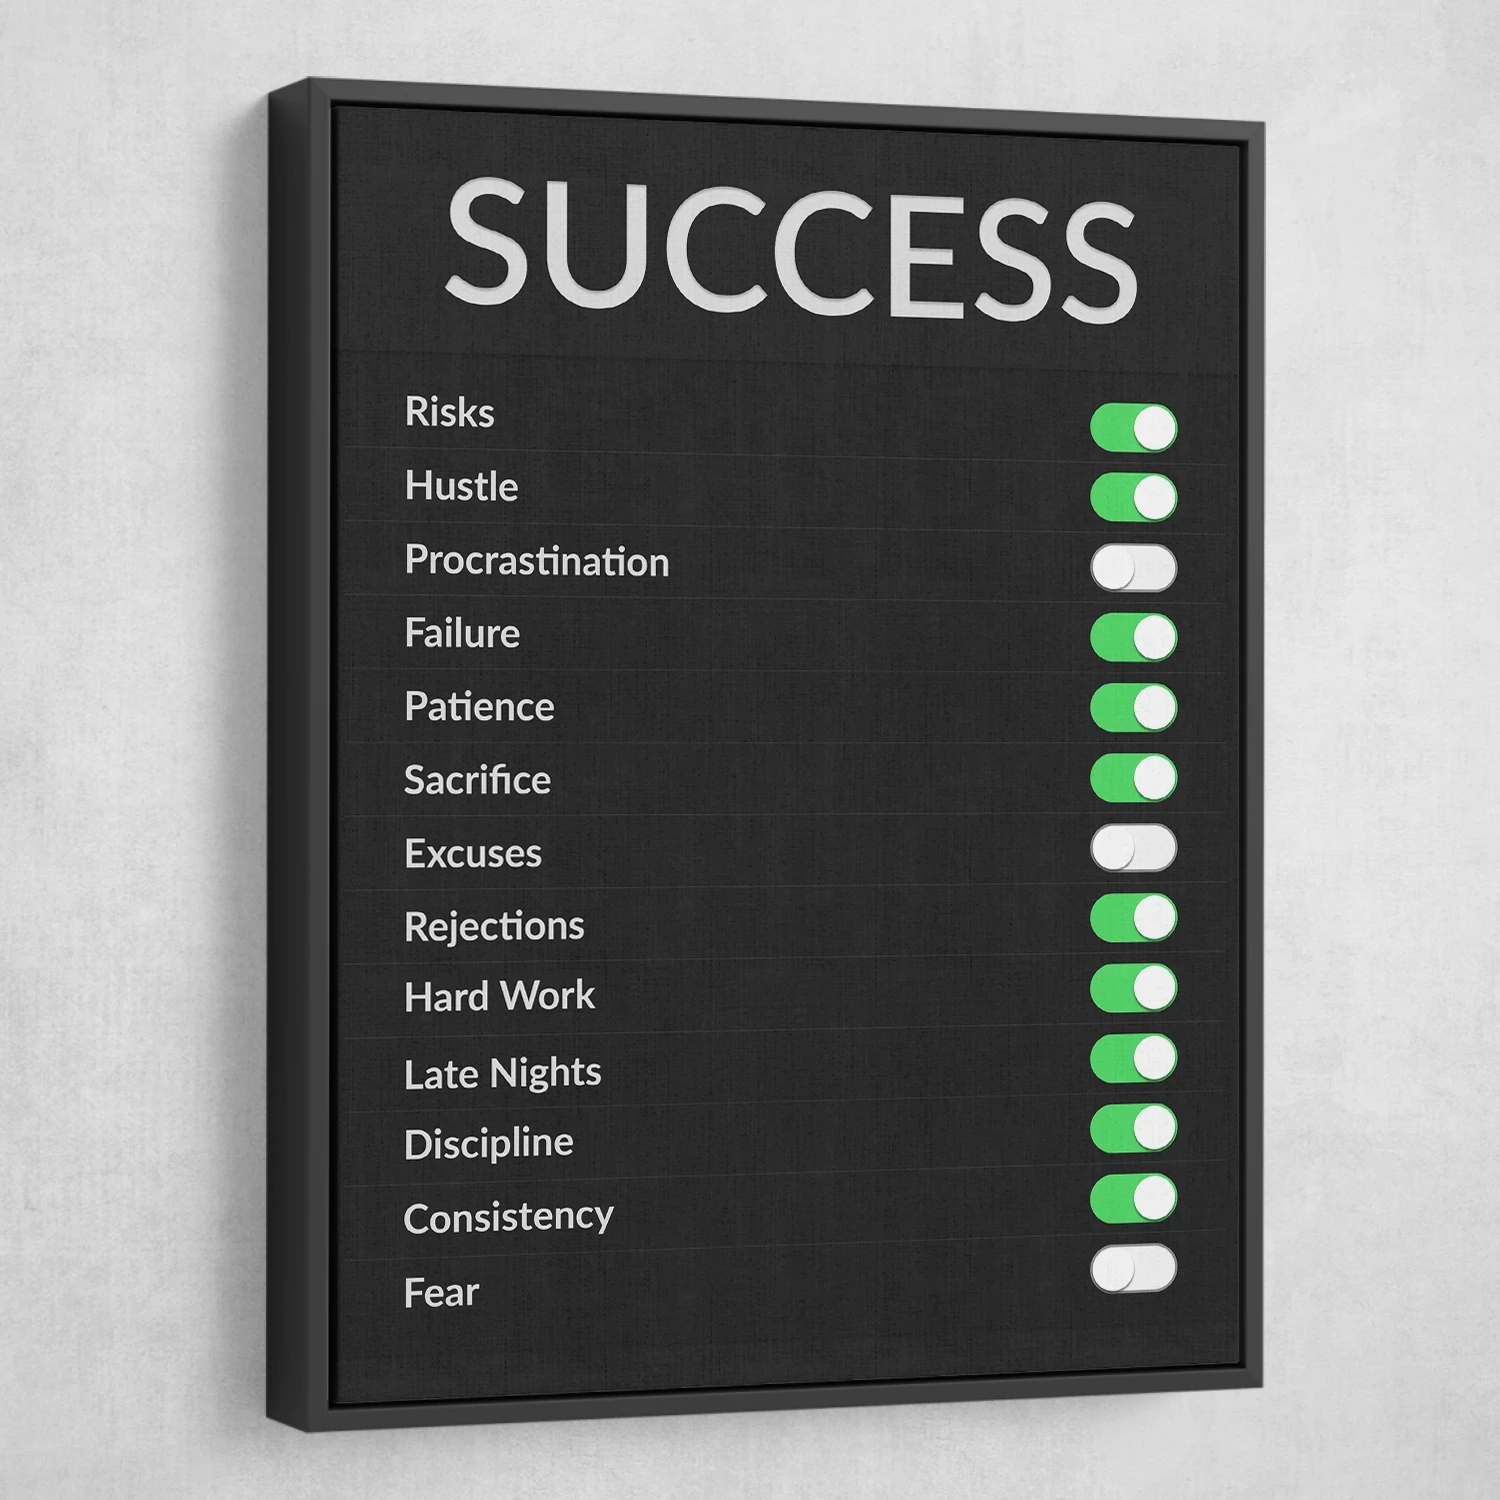 SUCCESS
Risks
Hustle
Procrastination
Failure
Patience
Sacrifice
Excuses
Rejections
Hard Work
Late Nights
Discipline
Consistency
Fear